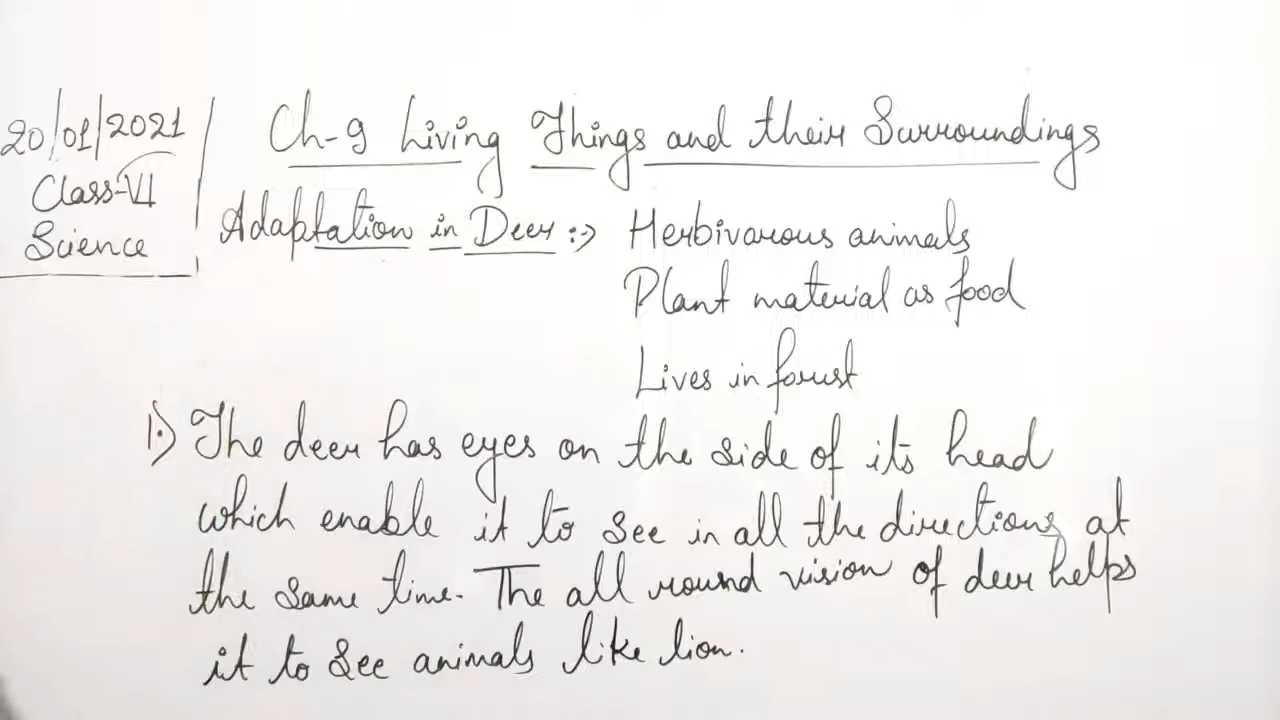 20/01/2021
Class-VI
Science
Ch-9 Living Things and their Surroundings
Adaptation in Deer :->
Herbivarous animals
Plant material as food
Lives in forest
1.) The deer has eyes on the side of its head
which enable it to see in all the directions at
the same time. The all round vision of deer helps
it to see animals like lion.